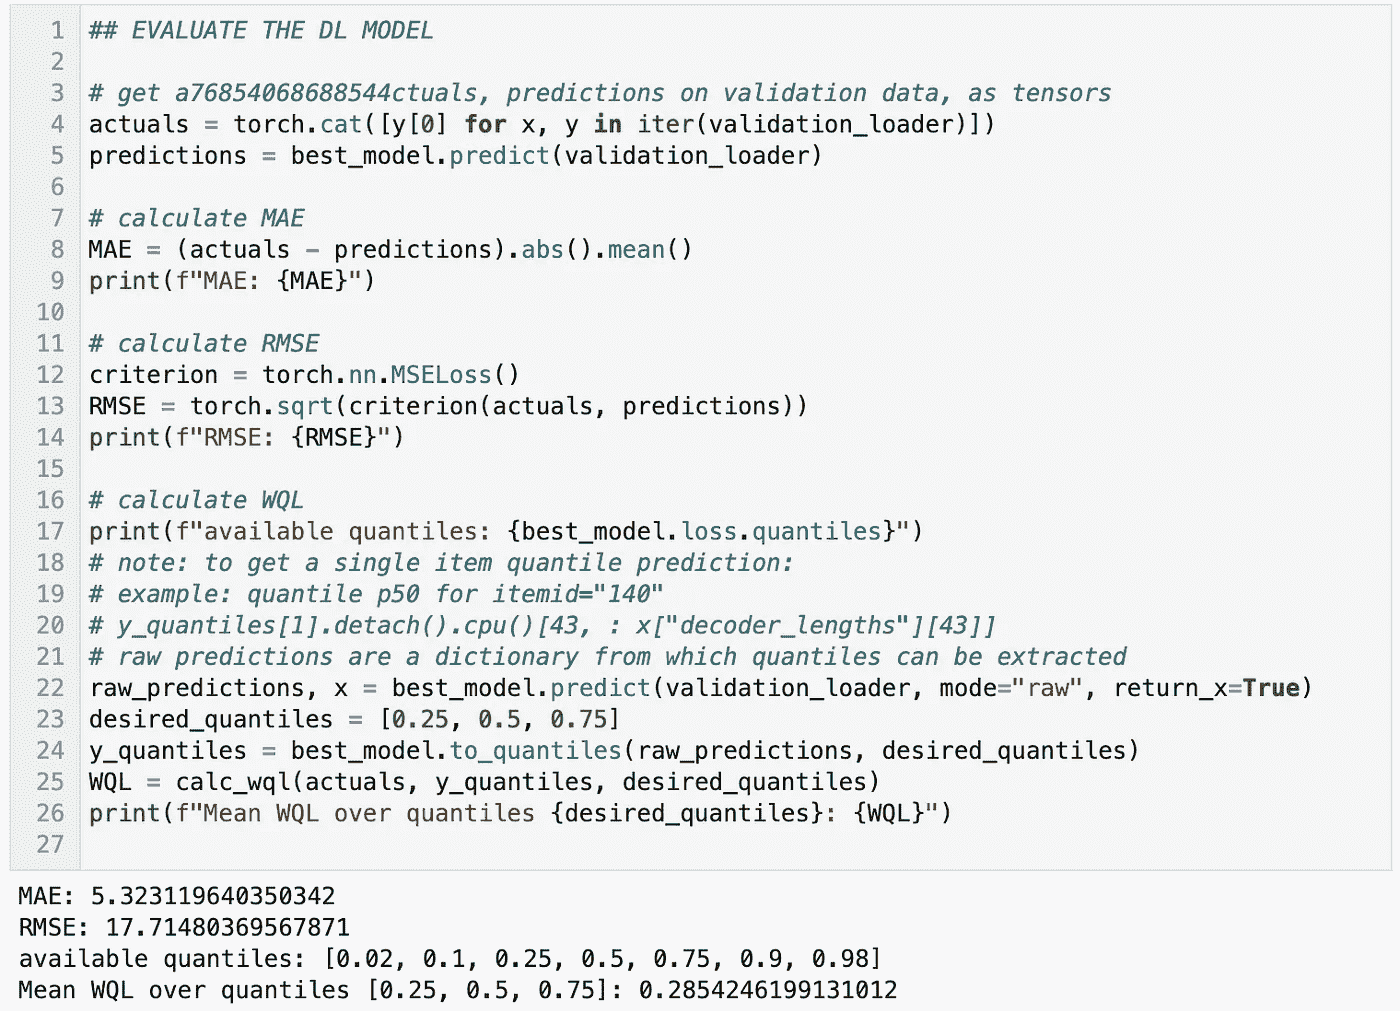 1 ## EVALUATE THE DL MODEL
2
3 # get a76854068688544ctuals, predictions on validation data, as tensors
4 actuals = torch.cat([y[0] for x, y in iter(validation_loader)])
5 predictions = best_model.predict(validation_loader)
6
7 # calculate MAE
8 MAE = (actuals - predictions).abs().mean()
9 print(f"MAE: {MAE}")
10
11 # calculate RMSE
12 criterion = torch.nn.MSELoss()
13 RMSE = torch.sqrt(criterion(actuals, predictions))
14 print(f"RMSE: {RMSE}")
15
16 # calculate WQL
17 print(f"available quantiles: {best_model.loss.quantiles}")
18 # note: to get a single item quantile prediction:
19 # example: quantile p50 for itemid="140"
20 # y_quantiles[1].detach().cpu()[43, : x["decoder_lengths"][43]]
21 # raw predictions are a dictionary from which quantiles can be extracted
22 raw_predictions, x = best_model.predict(validation_loader, mode="raw", return_x=True)
23 desired_quantiles = [0.25, 0.5, 0.75]
24 y_quantiles = best_model.to_quantiles(raw_predictions, desired_quantiles)
25 WQL = calc_wql(actuals, y_quantiles, desired_quantiles)
26 print(f"Mean WQL over quantiles {desired_quantiles}: {WQL}")
27
MAE: 5.323119640350342
RMSE: 17.71480369567871
available quantiles: [0.02, 0.1, 0.25, 0.5, 0.75, 0.9, 0.98]
Mean WQL over quantiles [0.25, 0.5, 0.75]: 0.2854246199131012